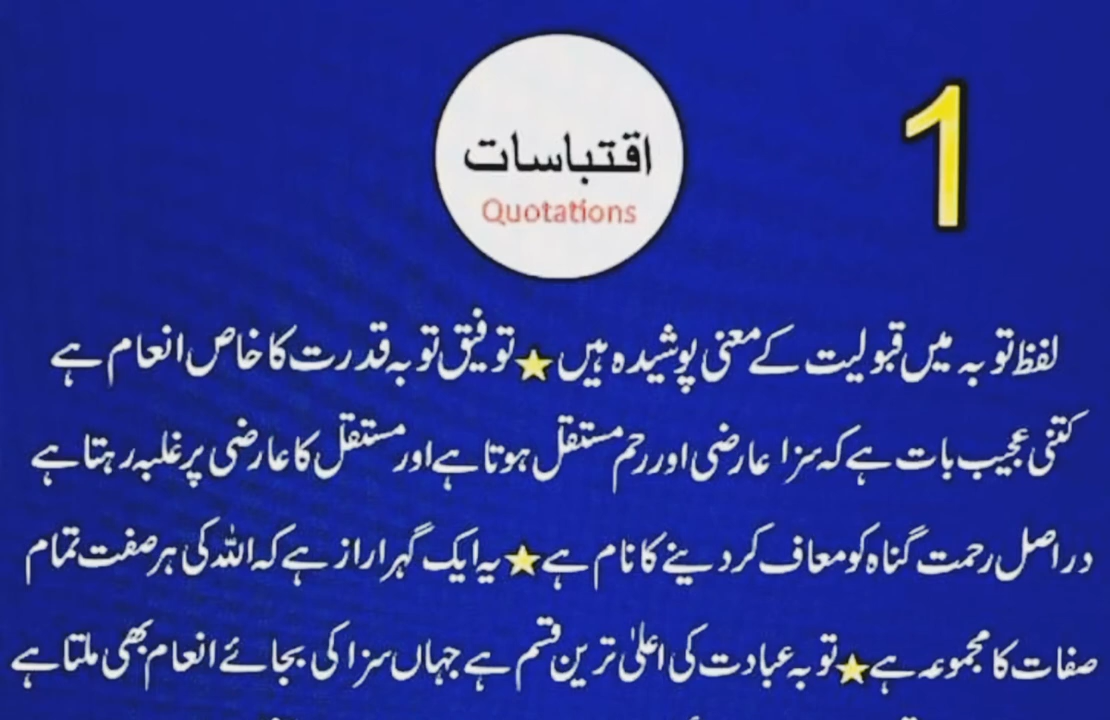 1
اقتباسات
Quotations
لفظ توبہ میں قبولیت کے معنی پوشیدہ ہیں ★ توفیق توبہ قدرت کا خاص انعام ہے
کتنی عجیب بات ہے کہ سزا عارضی اور رحم مستقل ہوتا ہے اور مستقل کا عارضی پر غلبہ رہتا ہے
دراصل رحمت گناہ کو معاف کر دینے کا نام ہے ★ یہ ایک گہرا راز ہے کہ اللہ کی ہر صفت تمام
صفات کا مجموعہ ہے ★ توبہ عبادت کی اعلیٰ ترین قسم ہے جہاں سزا کی بجائے انعام بھی ملتا ہے